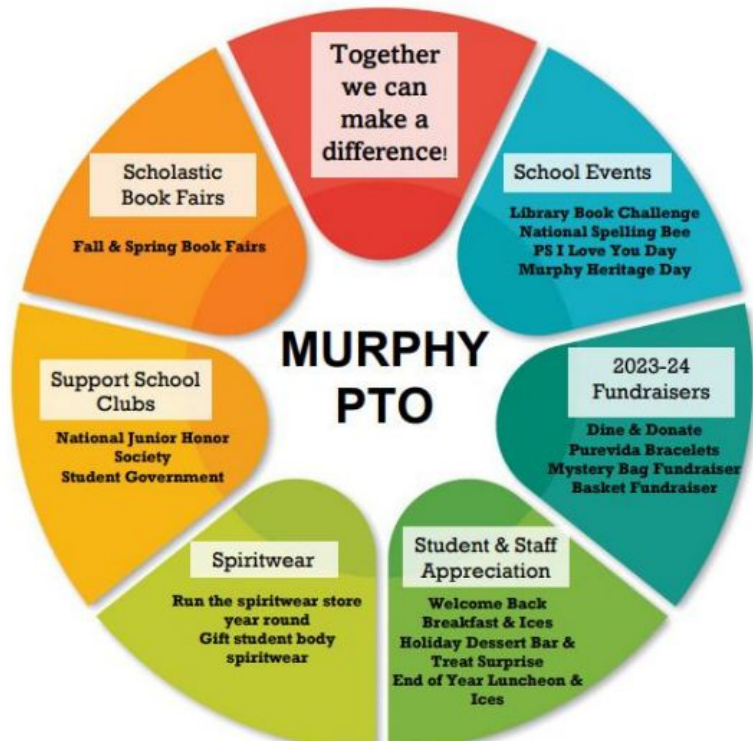 Together
we can
make a
difference!
School Events
Library Book Challenge
National Spelling Bee
PS I Love You Day
Murphy Heritage Day
2023-24
Fundraisers
Dine & Donate
Purevida Bracelets
Mystery Bag Fundraiser
Basket Fundraiser
Student & Staff
Appreciation
Welcome Back
Breakfast & Ices
Holiday Dessert Bar &
Treat Surprise
End of Year Luncheon &
Ices
Spiritwear
Run the spiritwear store
year round
Gift student body
spiritwear
Support School
Clubs
National Junior Honor
Society
Student Government
Scholastic
Book Fairs
Fall & Spring Book Fairs
MURPHY
PTO